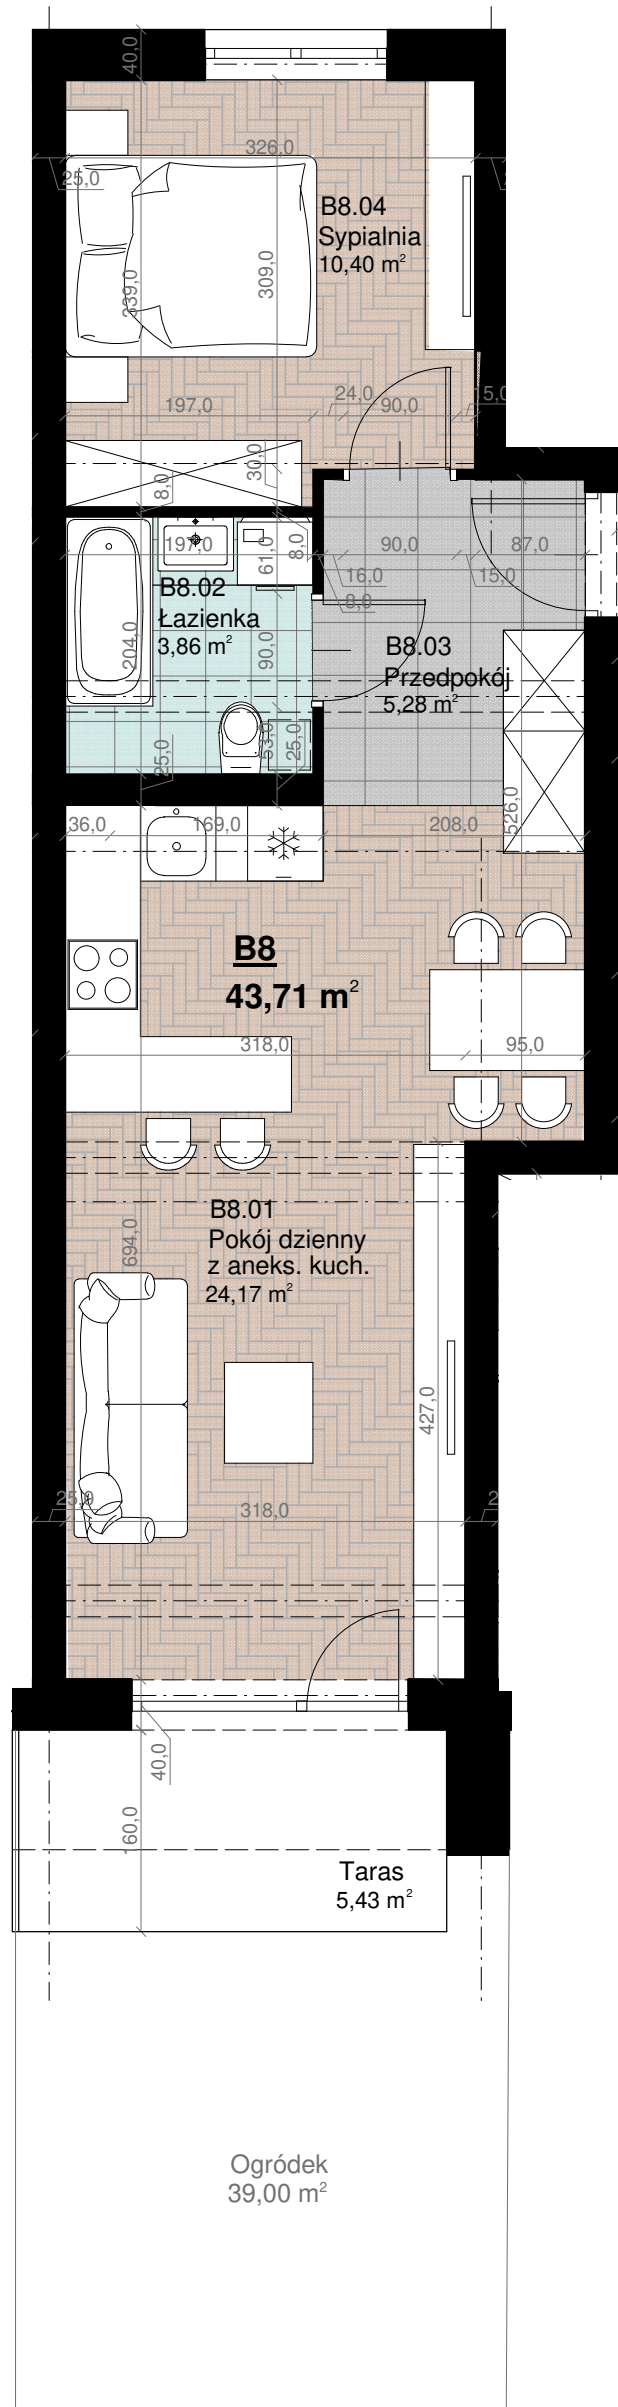 40,0
326,0
25,0
B8.04
Sypialnia
10,40 m²
309,0
339,0
24,0
15,0
197,0
90,0
30,0
8,0
197,0
61,0
8,0
90,0
87,0
16,0
15,0
8,0
B8.02
Łazienka
3,86 m²
204,0
90,0
B8.03
Przedpokój
5,28 m²
53,0
25,0
25,0
36,0
169,0
208,0
526,0
B8
43,71 m²
318,0
95,0
B8.01
Pokój dzienny
z aneks. kuch.
24,17 m²
694,0
427,0
25,0
318,0
2
40,0
160,0
Taras
5,43 m²
Ogródek
39,00 m²